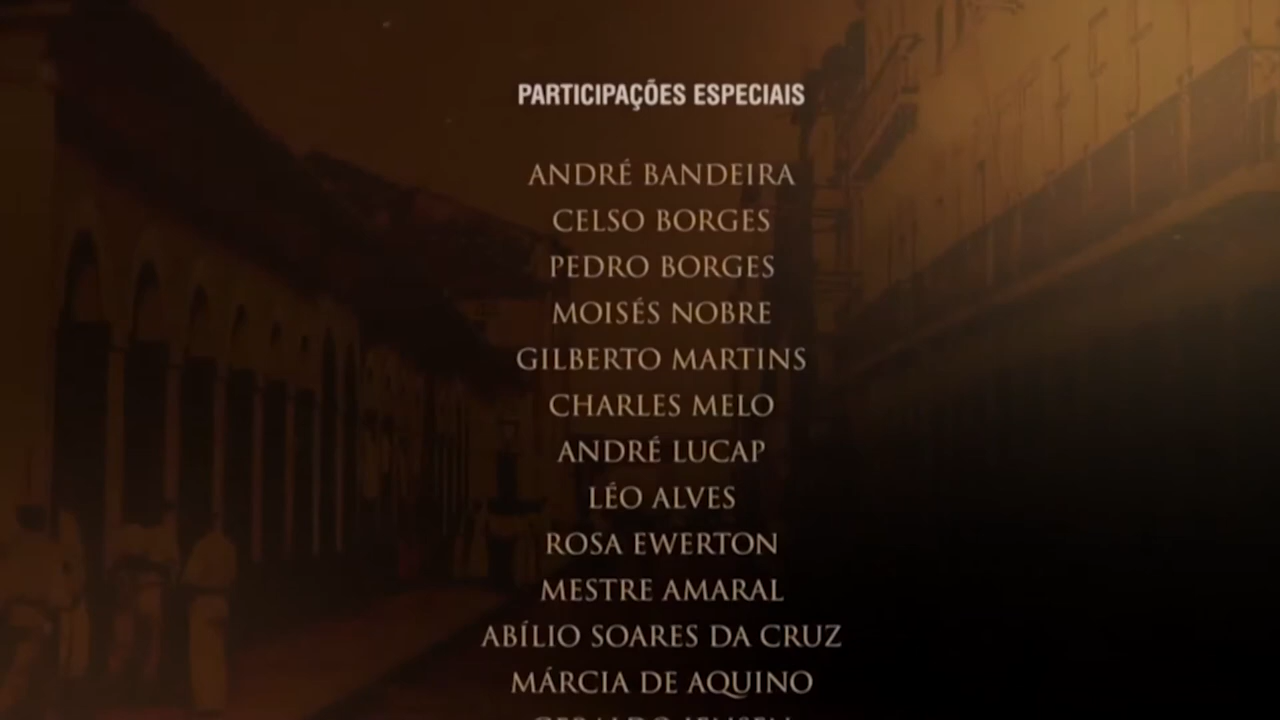 PARTICIPAÇÕES ESPECIAIS
ANDRÉ BANDEIRA
CELSO BORGES
PEDRO BORGES
MOISÉS NOBRE
GILBERTO MARTINS
CHARLES MELO
ANDRÉ LUCAP
LÉO ALVES
ROSA EWERTON
MESTRE AMARAL
ABÍLIO SOARES DA CRUZ
MÁRCIA DE AQUINO